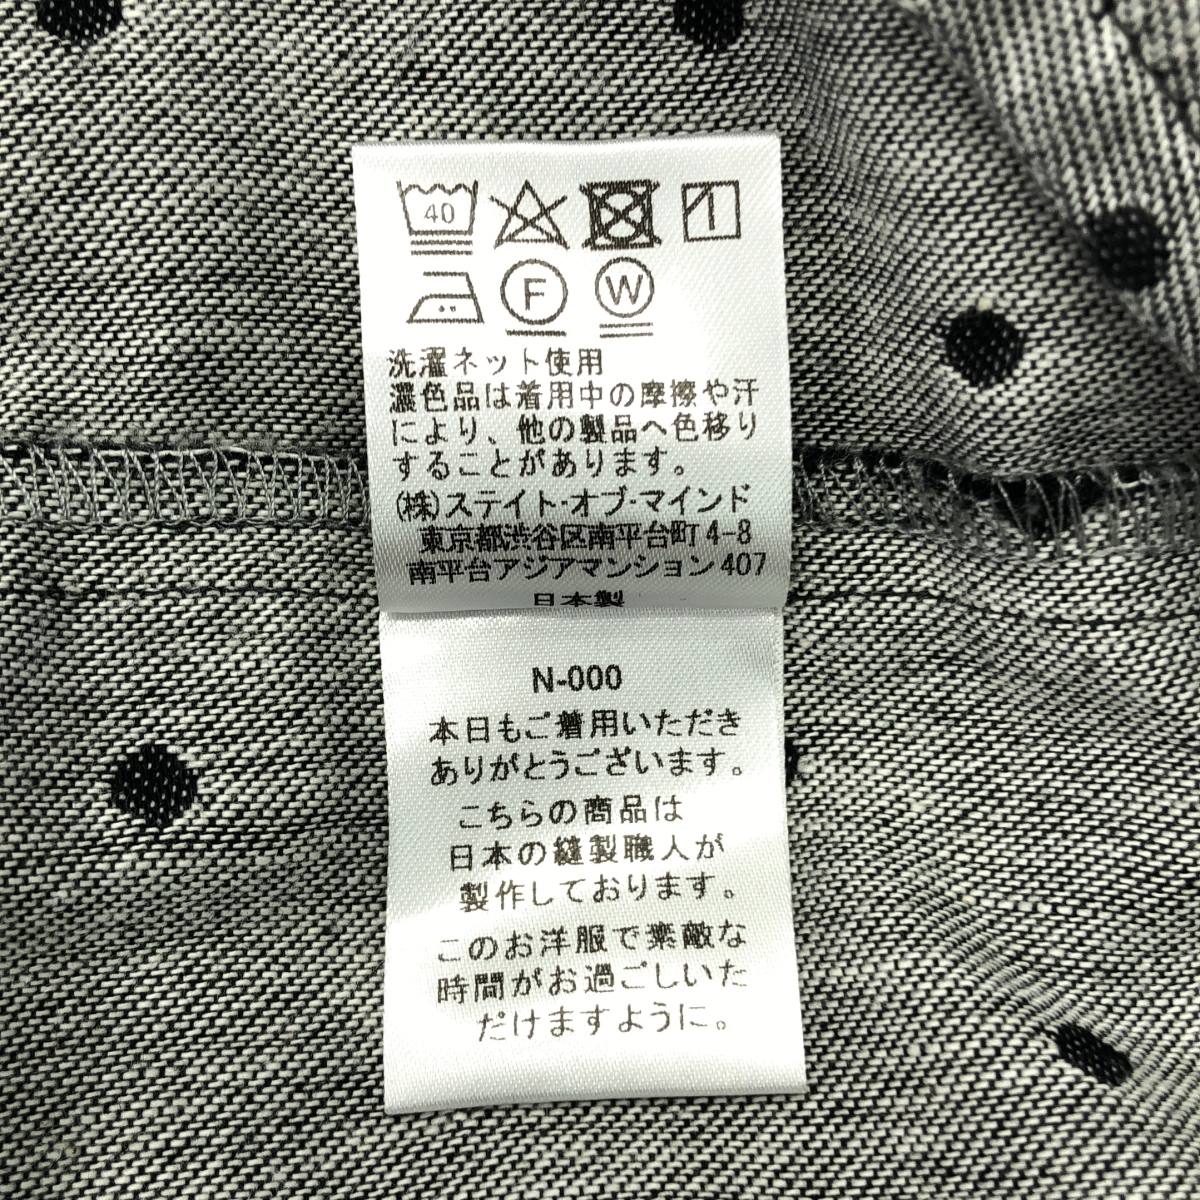 40
F W
洗濯ネット使用
濃色品は着用中の摩擦や汗
により、他の製品へ色移り
することがあります。
(株)ステイト・オブ・マインド
東京都渋谷区南平台町4-8
南平台アジアマンション407
日本製
N-000
本日もご着用いただき
ありがとうございます。
こちらの商品は
日本の縫製職人が
製作しております。
このお洋服で素敵な
時間がお過ごしいた
だけますように。